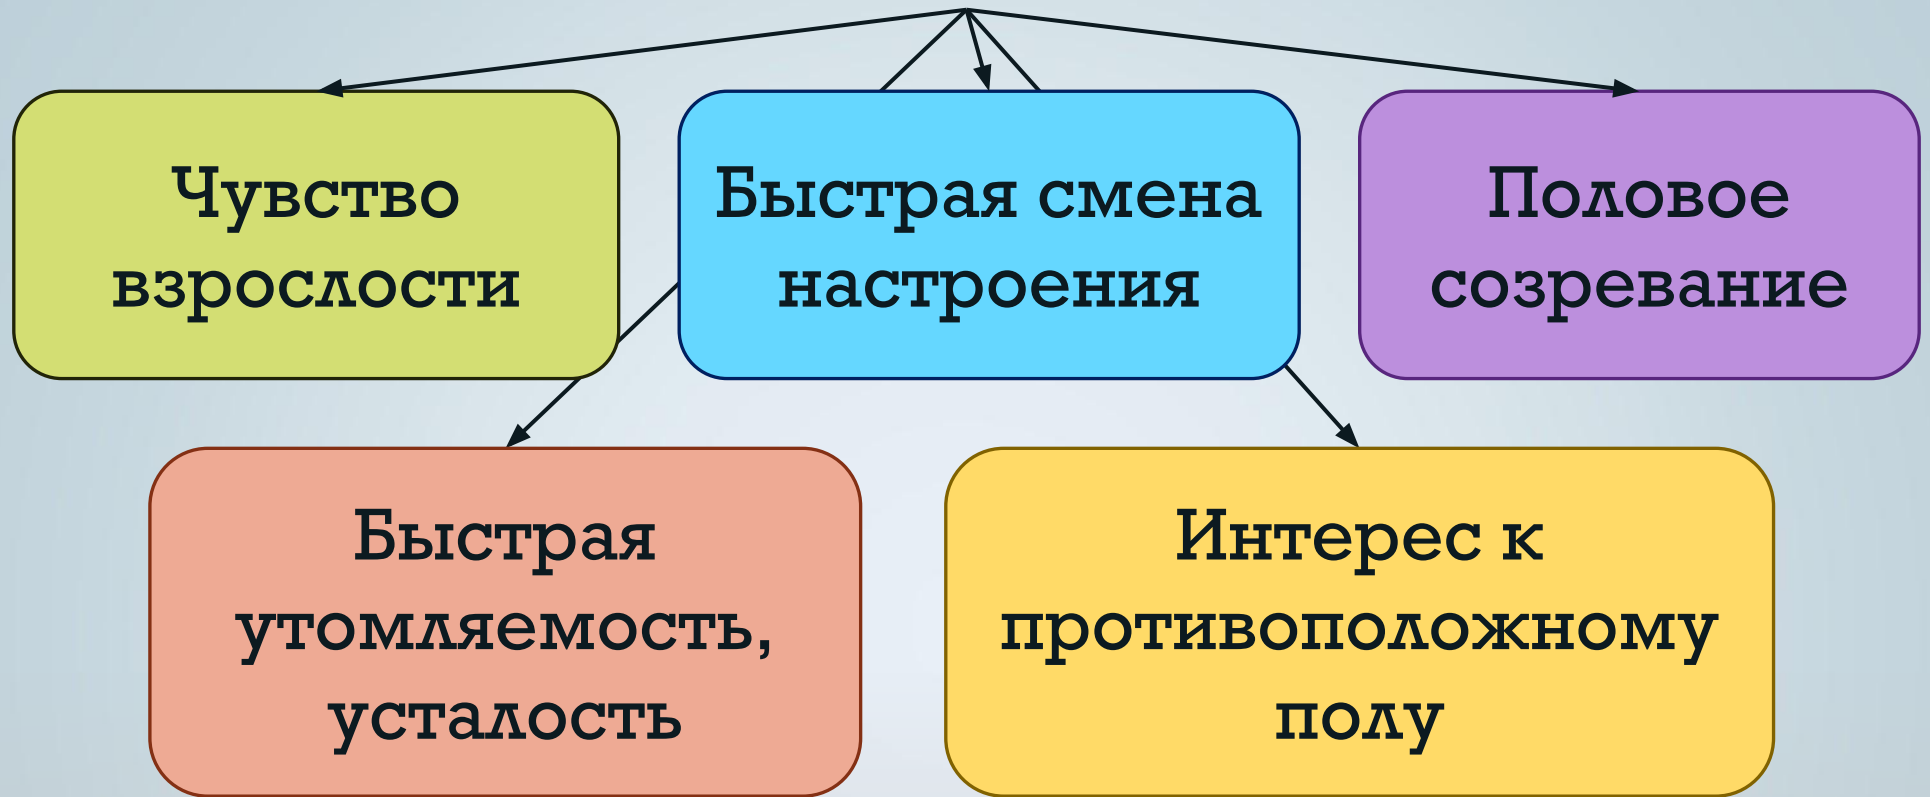 Чувство
взрослости
Быстрая смена
настроения
Половое
созревание
Быстрая
утомляемость,
усталость
Интерес к
противоположному
полу